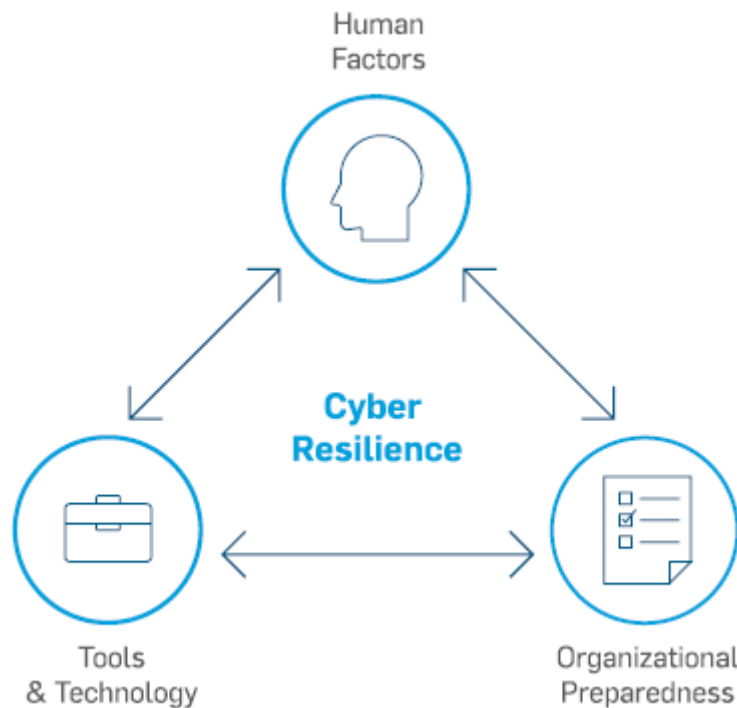 Human
Factors
Cyber
Resilience
Tools
& Technology
Organizational
Preparedness